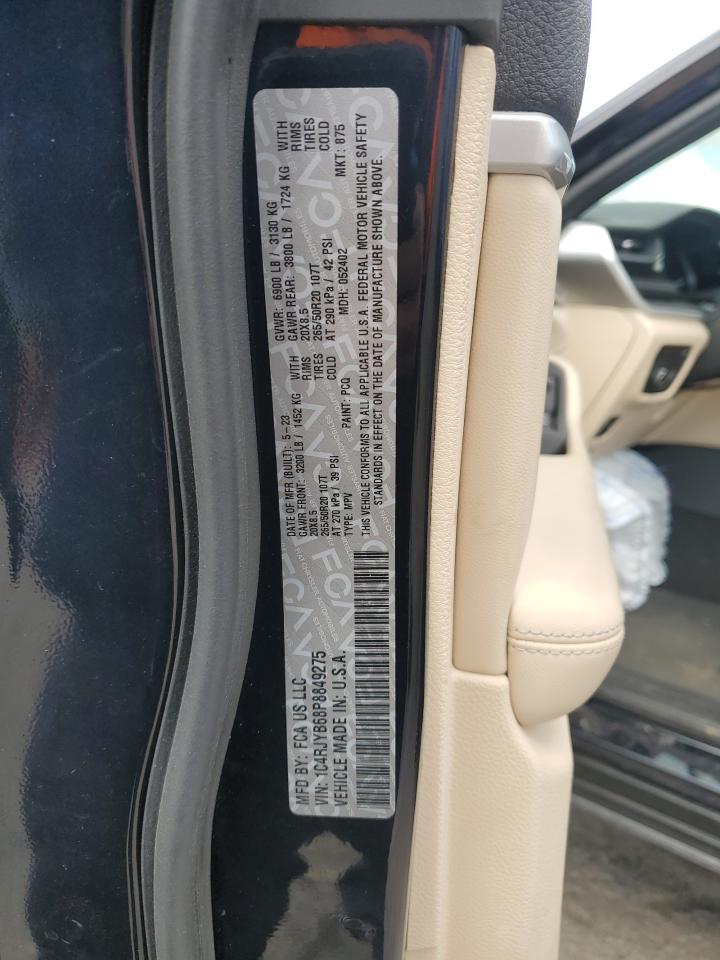 MFD BY: FCA US LLC
DATE OF MFR (BUILT): 5-23
GVWR: 6900 LB / 3130 KG
GAWR FRONT: 3200 LB / 1452 KG WITH
GAWR REAR: 3800 LB / 1724 KG WITH
20X8.5 RIMS
20X8.5 RIMS
265/50R20 107T TIRES
265/50R20 107T TIRES
AT 270 kPa / 39 PSI COLD
AT 290 kPa / 42 PSI COLD
VIN: 1C4RJYB68P8849275
TYPE: MPV
PAINT: PCQ
MDH: 052402
MKT: 875
VEHICLE MADE IN: U.S.A.
THIS VEHICLE CONFORMS TO ALL APPLICABLE U.S.A. FEDERAL MOTOR VEHICLE SAFETY
STANDARDS IN EFFECT ON THE DATE OF MANUFACTURE SHOWN ABOVE.